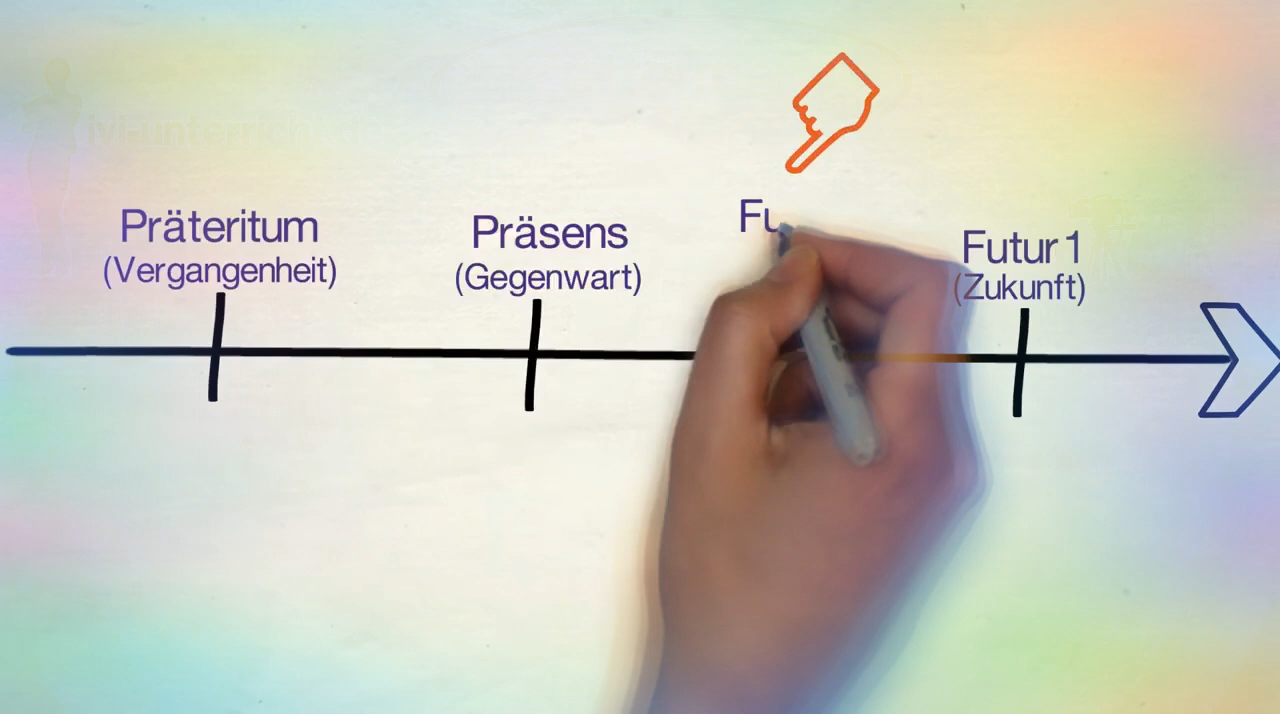 Präteritum
(Vergangenheit)
Präsens
(Gegenwart)
Fu
Futur 1
(Zukunft)